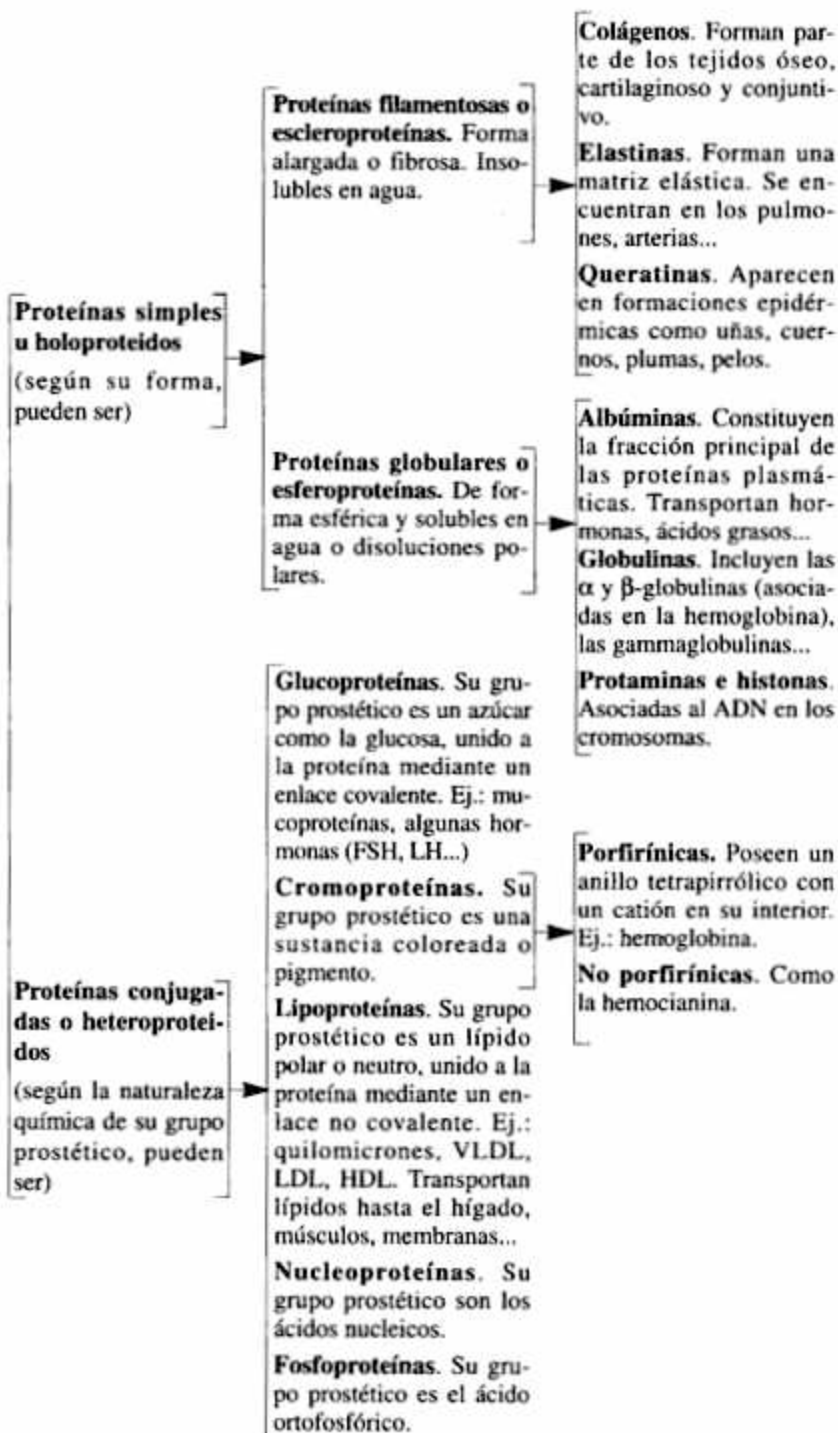 Proteínas simples
u holoproteidos
(según su forma,
pueden ser)
Proteínas filamentosas o
escleroproteínas. Forma
alargada o fibrosa. Inso-
lubles en agua.
Colágenos. Forman par-
te de los tejidos óseo,
cartilaginoso y conjunti-
vo.
Elastinas. Forman una
matriz elástica. Se en-
cuentran en los pulmo-
nes, arterias...
Queratinas. Aparecen
en formaciones epidér-
micas como uñas, cuer-
nos, plumas, pelos.
Proteínas globulares o
esferoproteínas. De for-
ma esférica y solubles en
agua o disoluciones po-
lares.
Albúminas. Constituyen
la fracción principal de
las proteínas plasmá-
ticas. Transportan hor-
monas, ácidos grasos...
Globulinas. Incluyen las
α y β-globulinas (asocia-
das en la hemoglobina),
las gammaglobulinas...
Protaminas e histonas.
Asociadas al ADN en los
cromosomas.
Proteínas conjuga-
das o heteroprotei-
dos
(según la naturaleza
química de su grupo
prostético, pueden
ser)
Glucoproteínas. Su gru-
po prostético es un azúcar
como la glucosa, unido a
la proteína mediante un
enlace covalente. Ej.: mu-
coproteínas, algunas hor-
monas (FSH, LH...)
Cromoproteínas. Su
grupo prostético es una
sustancia coloreada o
pigmento.
Porfirínicas. Poseen un
anillo tetrapirrólico con
un catión en su interior.
Ej.: hemoglobina.
No porfirínicas. Como
la hemocianina.
Lipoproteínas. Su grupo
prostético es un lípido
polar o neutro, unido a la
proteína mediante un en-
lace no covalente. Ej.:
quilomicrones, VLDL,
LDL, HDL. Transportan
lípidos hasta el hígado,
músculos, membranas...
Nucleoproteínas. Su
grupo prostético son los
ácidos nucleicos.
Fosfoproteínas. Su gru-
po prostético es el ácido
ortofosfórico.